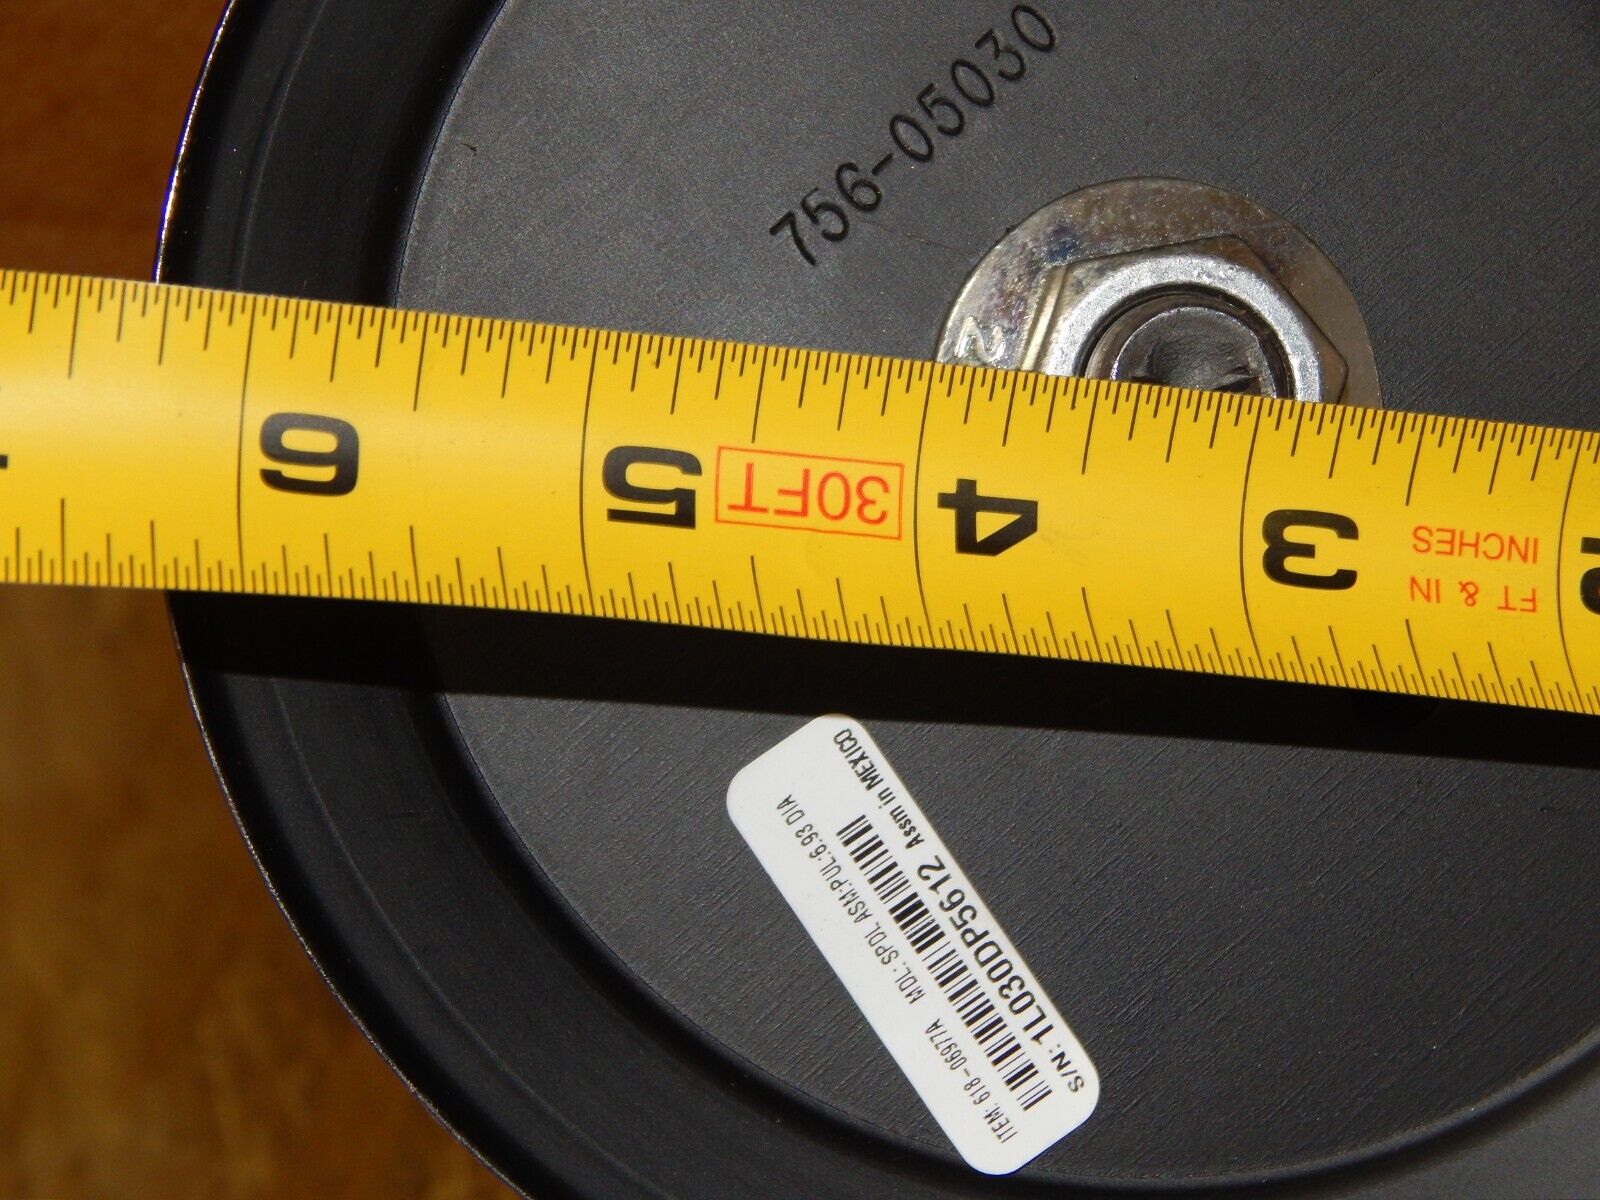 756-05030
2
6
5
30FT
4
3
FT & IN
INCHES
ITEM: 618-06977A MDL: SPDL ASM:PUL:6.93 DIA
S/N: 1L030DP5612 Assm in MEXICO